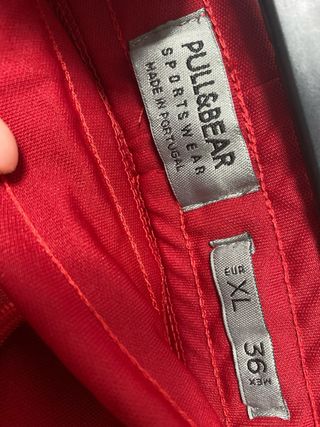 PULL&BEAR
SPORTSWEAR
MADE IN PORTUGAL
EUR XL
36 MEX